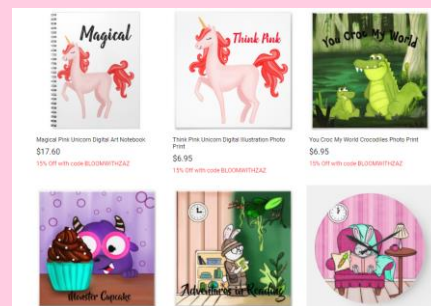 Magical
Think Pink
You Croc My World
Magical Pink Unicorn Digital Art Notebook
$17.60
15% Off with code BLOOMWITHZAZ
Think Pink Unicorn Digital Illustration Photo
Print
$6.95
15% Off with code BLOOMWITHZAZ
You Croc My World Crocodiles Photo Print
$6.95
15% Off with code BLOOMWITHZAZ
Monster Cupcake
Adventures in Reading